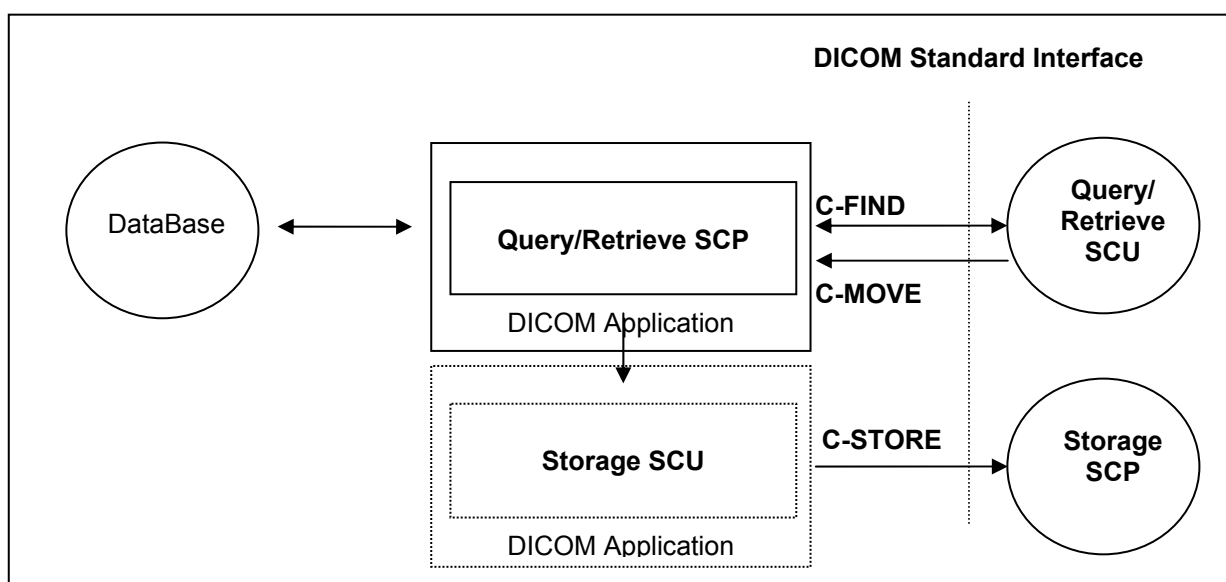 DICOM Standard Interface
DataBase
Query/Retrieve SCP
DICOM Application
C-FIND
C-MOVE
Query/
Retrieve
SCU
Storage SCU
DICOM Application
C-STORE
Storage
SCP